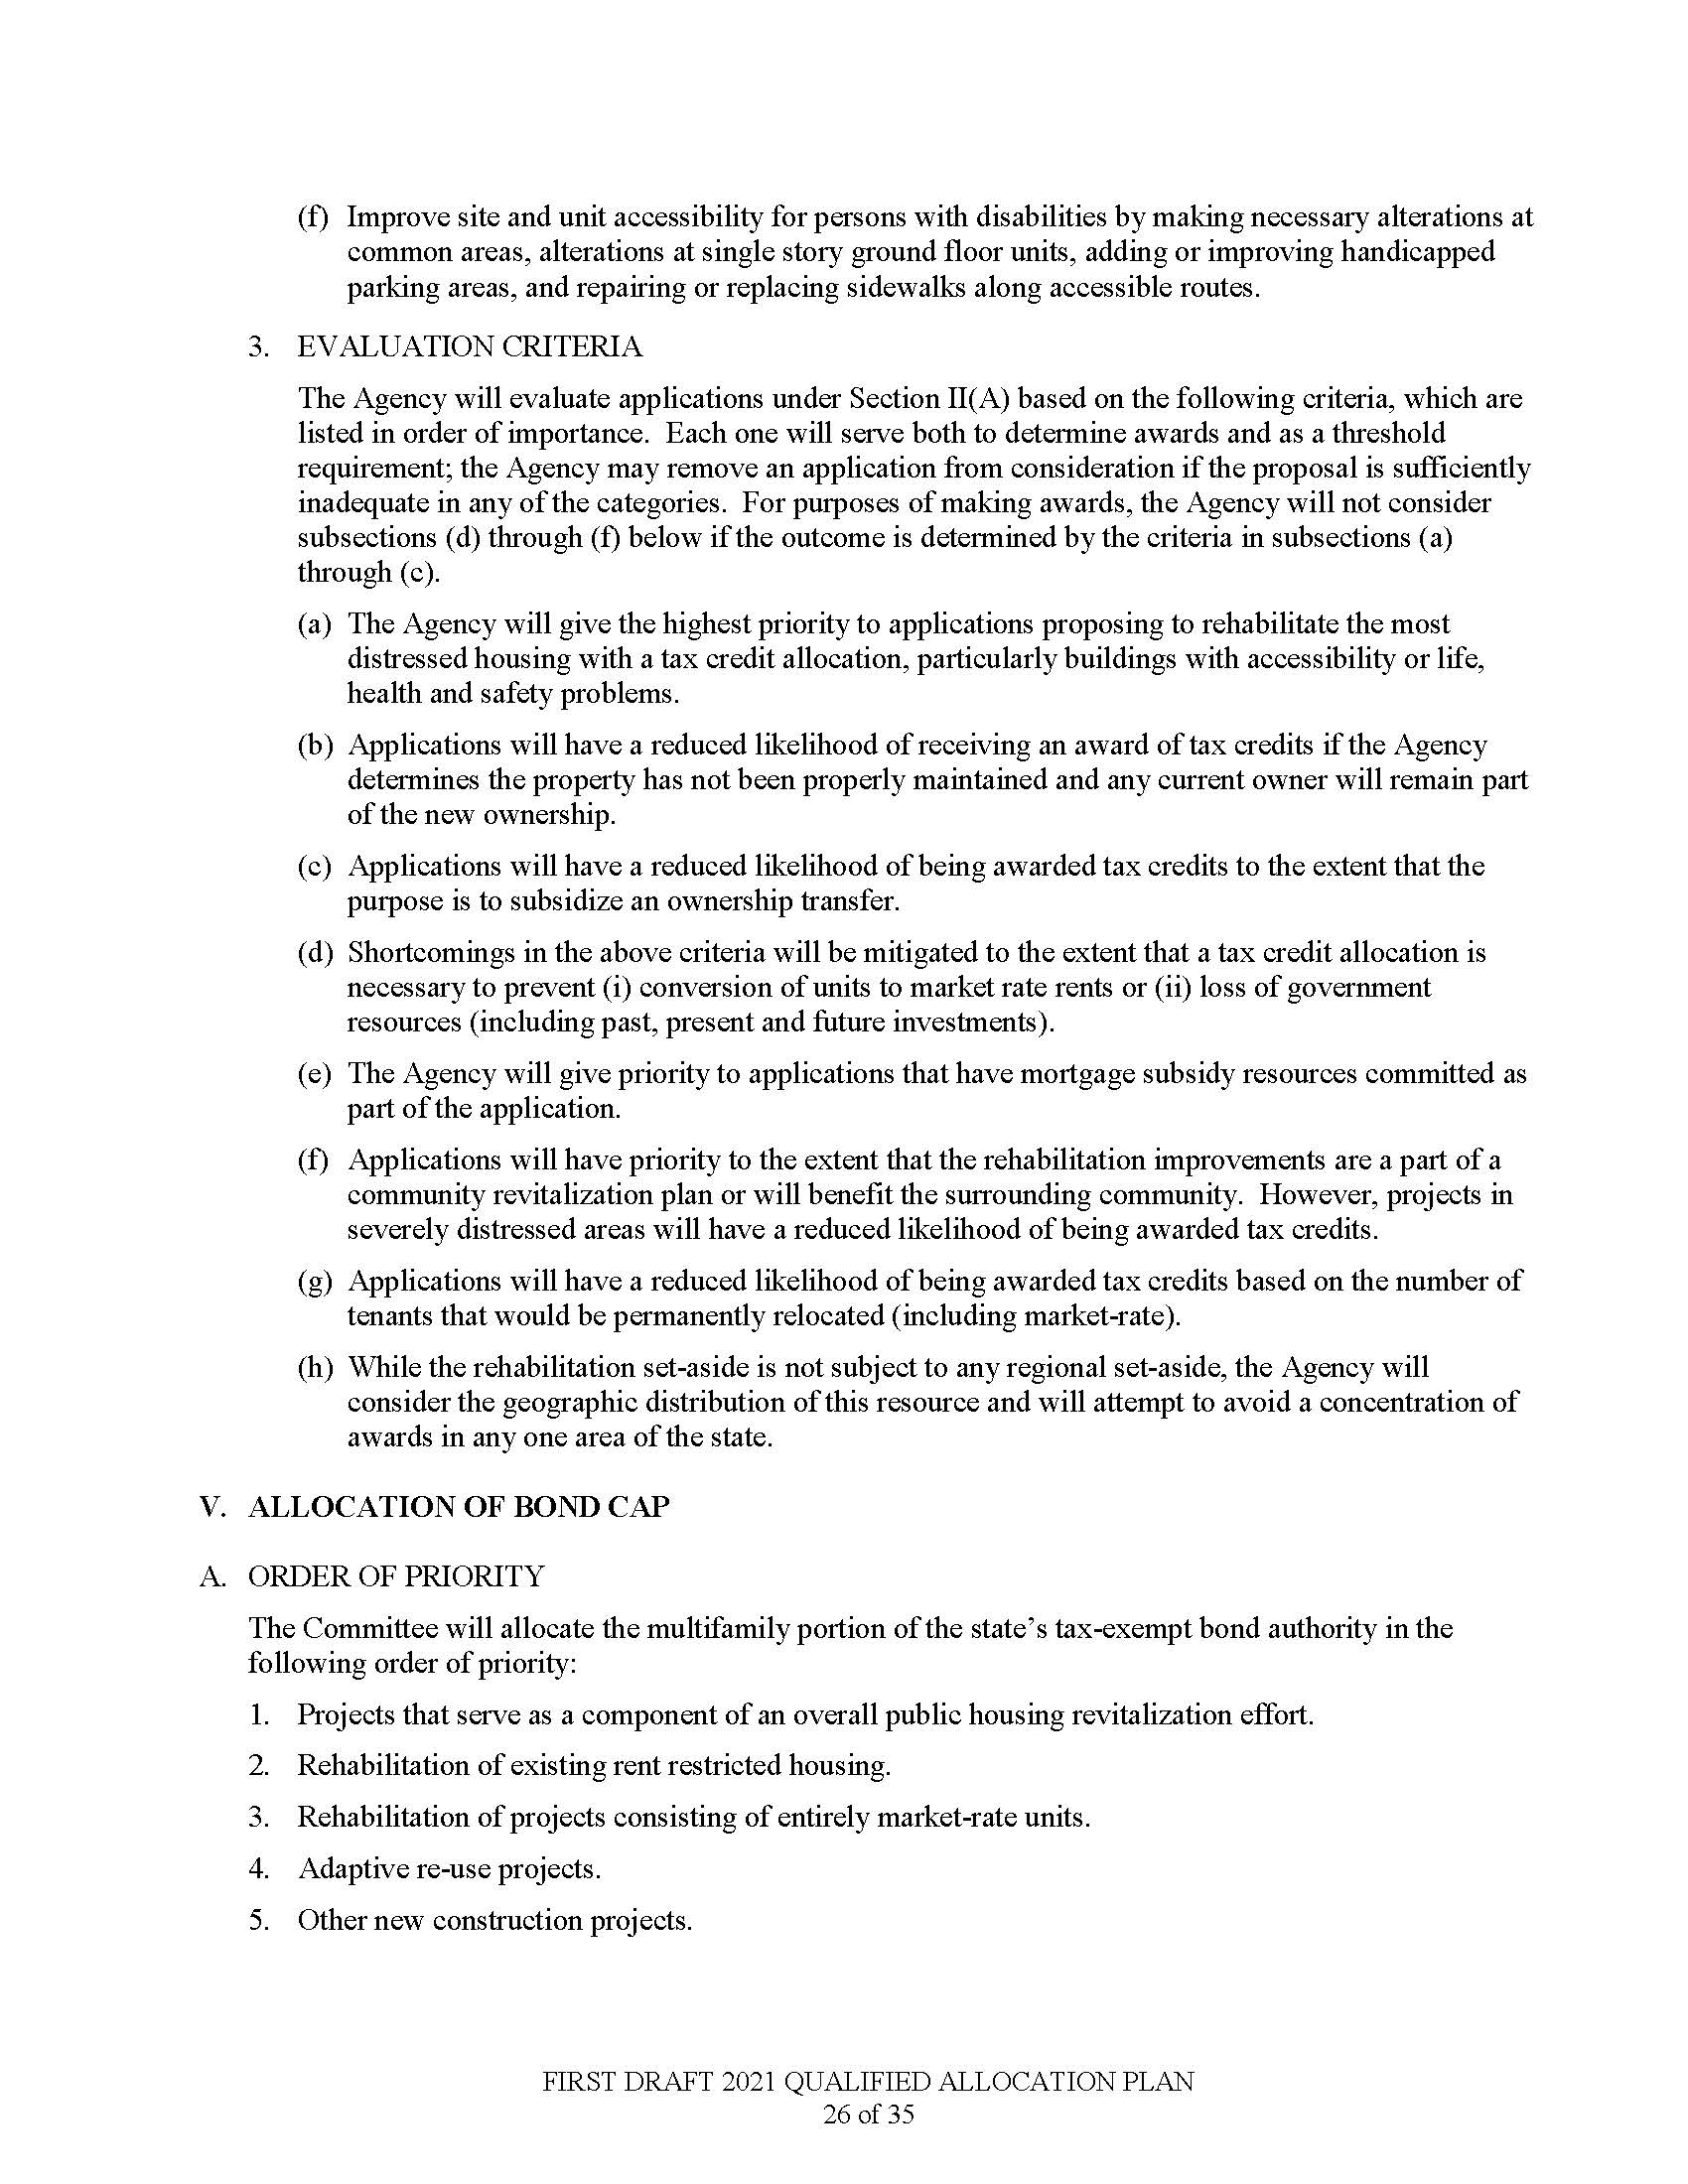 (f) Improve site and unit accessibility for persons with disabilities by making necessary alterations at
common areas, alterations at single story ground floor units, adding or improving handicapped
parking areas, and repairing or replacing sidewalks along accessible routes.
3. EVALUATION CRITERIA
The Agency will evaluate applications under Section II(A) based on the following criteria, which are
listed in order of importance.  Each one will serve both to determine awards and as a threshold
requirement; the Agency may remove an application from consideration if the proposal is sufficiently
inadequate in any of the categories.  For purposes of making awards, the Agency will not consider
subsections (d) through (f) below if the outcome is determined by the criteria in subsections (a)
through (c).
(a) The Agency will give the highest priority to applications proposing to rehabilitate the most
distressed housing with a tax credit allocation, particularly buildings with accessibility or life,
health and safety problems.
(b) Applications will have a reduced likelihood of receiving an award of tax credits if the Agency
determines the property has not been properly maintained and any current owner will remain part
of the new ownership.
(c) Applications will have a reduced likelihood of being awarded tax credits to the extent that the
purpose is to subsidize an ownership transfer.
(d) Shortcomings in the above criteria will be mitigated to the extent that a tax credit allocation is
necessary to prevent (i) conversion of units to market rate rents or (ii) loss of government
resources (including past, present and future investments).
(e) The Agency will give priority to applications that have mortgage subsidy resources committed as
part of the application.
(f) Applications will have priority to the extent that the rehabilitation improvements are a part of a
community revitalization plan or will benefit the surrounding community.  However, projects in
severely distressed areas will have a reduced likelihood of being awarded tax credits.
(g) Applications will have a reduced likelihood of being awarded tax credits based on the number of
tenants that would be permanently relocated (including market-rate).
(h) While the rehabilitation set-aside is not subject to any regional set-aside, the Agency will
consider the geographic distribution of this resource and will attempt to avoid a concentration of
awards in any one area of the state.
V. ALLOCATION OF BOND CAP
A. ORDER OF PRIORITY
The Committee will allocate the multifamily portion of the state’s tax-exempt bond authority in the
following order of priority:
1. Projects that serve as a component of an overall public housing revitalization effort.
2. Rehabilitation of existing rent restricted housing.
3. Rehabilitation of projects consisting of entirely market-rate units.
4. Adaptive re-use projects.
5. Other new construction projects.
FIRST DRAFT 2021 QUALIFIED ALLOCATION PLAN
26 of 35